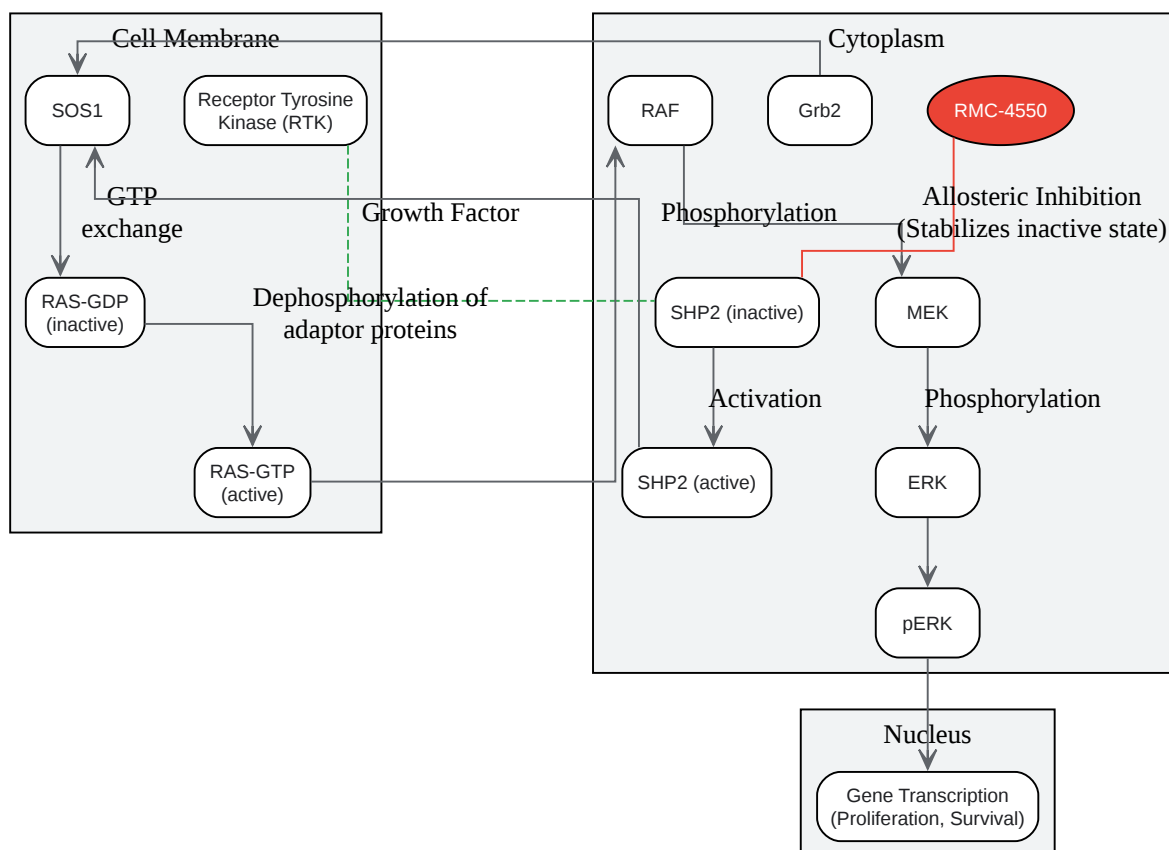 Cell Membrane
Cytoplasm
SOS1
Receptor Tyrosine
Kinase (RTK)
RAF
Grb2
RMC-4550
GTP
exchange
Growth Factor
Phosphorylation
Allosteric Inhibition
(Stabilizes inactive state)
RAS-GDP
(inactive)
Dephosphorylation of
adaptor proteins
SHP2 (inactive)
MEK
Activation
Phosphorylation
RAS-GTP
(active)
SHP2 (active)
ERK
pERK
Nucleus
Gene Transcription
(Proliferation, Survival)